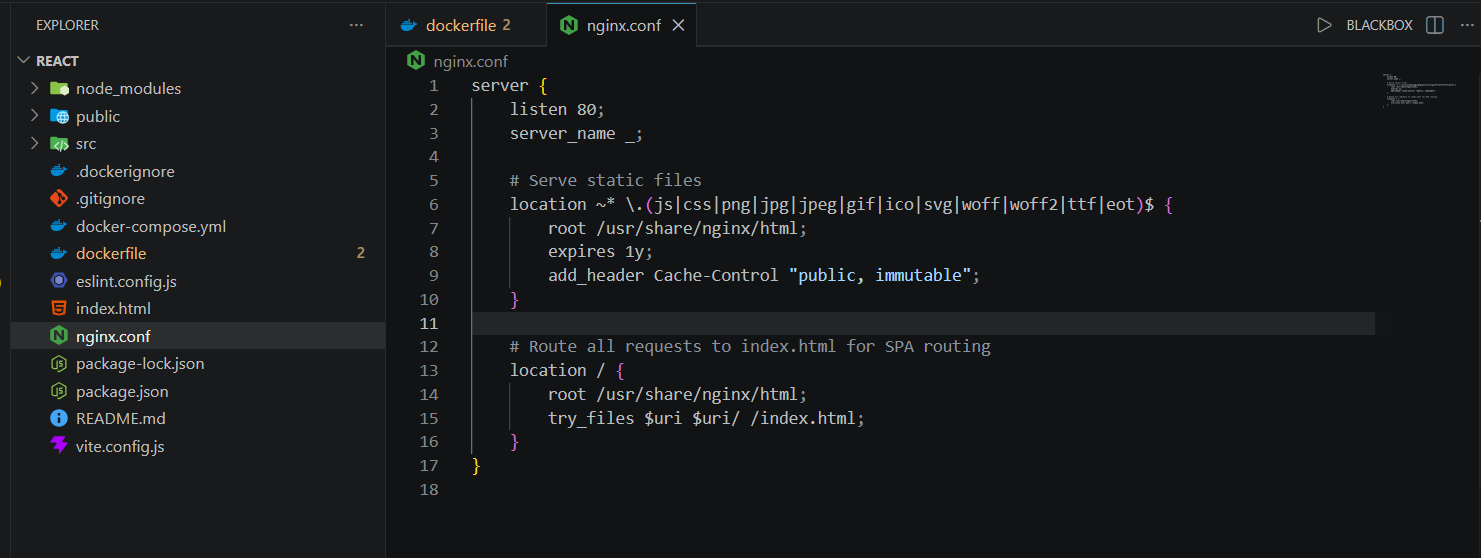 EXPLORER
REACT
node_modules
public
src
.dockerignore
.gitignore
docker-compose.yml
dockerfile 2
eslint.config.js
index.html
nginx.conf
package-lock.json
package.json
README.md
vite.config.js
dockerfile 2 nginx.conf BLACKBOX
nginx.conf
1 server {
2     listen 80;
3     server_name _;
4
5     # Serve static files
6     location ~* \.(js|css|png|jpg|jpeg|gif|ico|svg|woff|woff2|ttf|eot)$ {
7         root /usr/share/nginx/html;
8         expires 1y;
9         add_header Cache-Control "public, immutable";
10     }
11
12     # Route all requests to index.html for SPA routing
13     location / {
14         root /usr/share/nginx/html;
15         try_files $uri $uri/ /index.html;
16     }
17 }
18